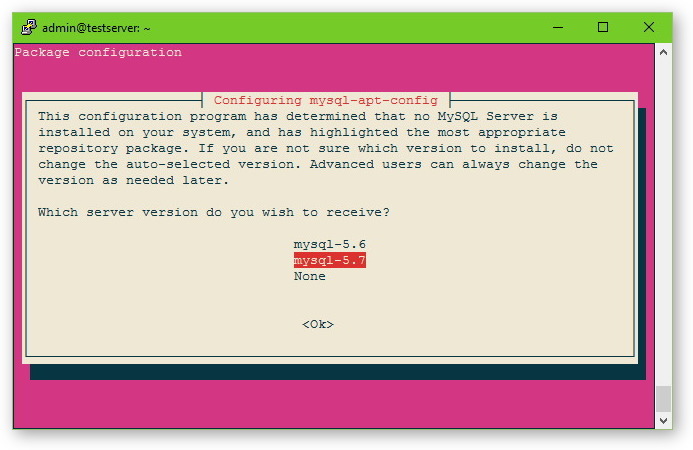 admin@testserver: ~
Package configuration
Configuring mysql-apt-config
This configuration program has determined that no MySQL Server is
installed on your system, and has highlighted the most appropriate
repository package. If you are not sure which version to install, do not
change the auto-selected version. Advanced users can always change the
version as needed later.
Which server version do you wish to receive?
mysql-5.6
mysql-5.7
None
<Ok>